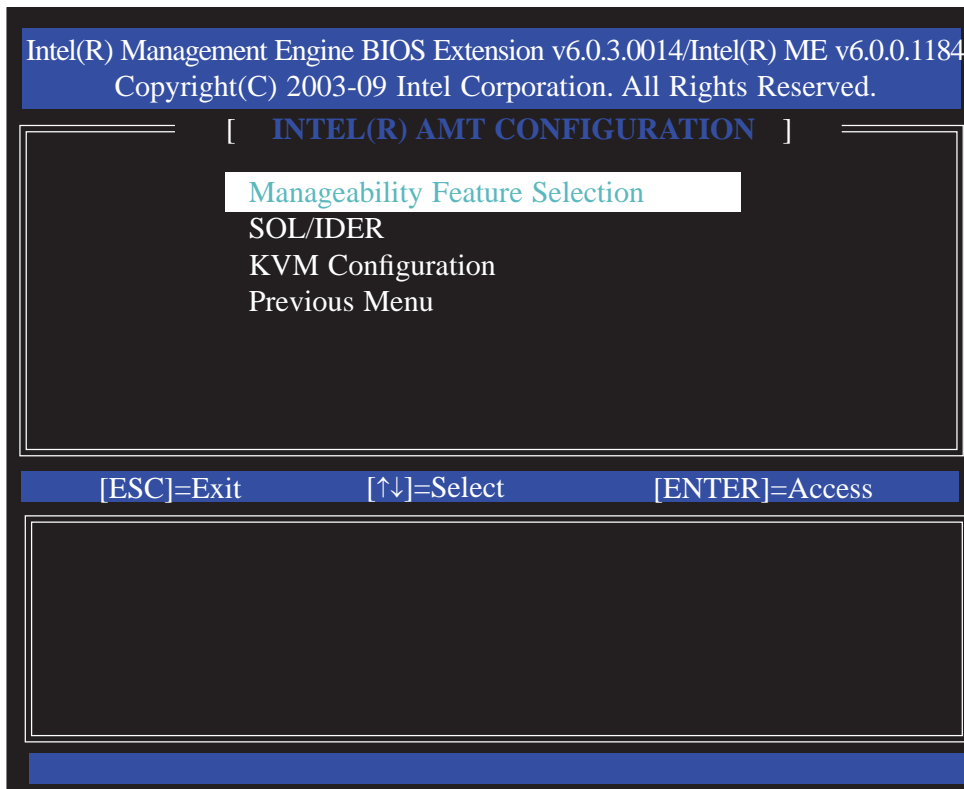 Intel(R) Management Engine BIOS Extension v6.0.3.0014/Intel(R) ME v6.0.0.1184
Copyright(C) 2003-09 Intel Corporation. All Rights Reserved.
[ INTEL(R) AMT CONFIGURATION ]
Manageability Feature Selection
SOL/IDER
KVM Configuration
Previous Menu
[ESC]=Exit [↑↓]=Select [ENTER]=Access